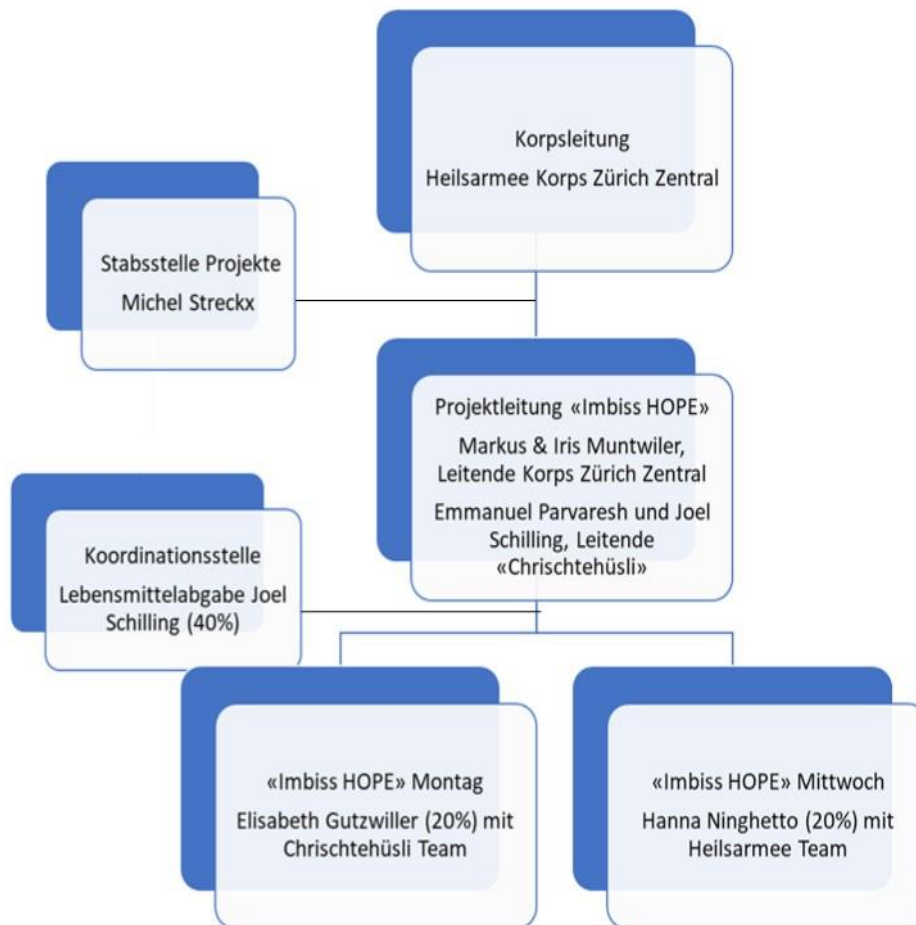 Korpsleitung
Heilsarmee Korps Zürich Zentral
Stabsstelle Projekte
Michel Streckx
Projektleitung «Imbiss HOPE»
Markus & Iris Muntwiler,
Leitende Korps Zürich Zentral
Emmanuel Parvaresh und Joel
Schilling, Leitende
«Chrischtehüsli»
Koordinationsstelle
Lebensmittelabgabe Joel
Schilling (40%)
«Imbiss HOPE» Montag
Elisabeth Gutzwiller (20%) mit
Chrischtehüsli Team
«Imbiss HOPE» Mittwoch
Hanna Ninghetto (20%) mit
Heilsarmee Team